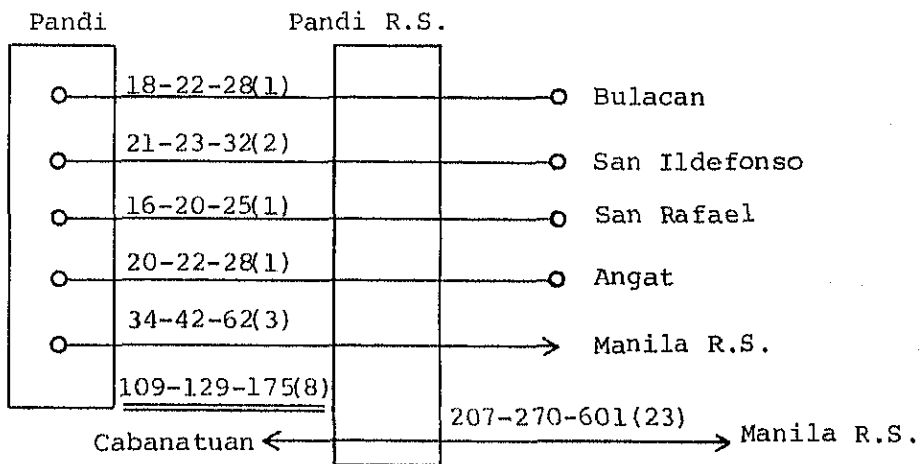 Pandi Pandi R.S.
18-22-28(1) Bulacan
21-23-32(2) San Ildefonso
16-20-25(1) San Rafael
20-22-28(1) Angat
34-42-62(3) Manila R.S.
109-129-175(8)
207-270-601(23)
Cabanatuan Manila R.S.